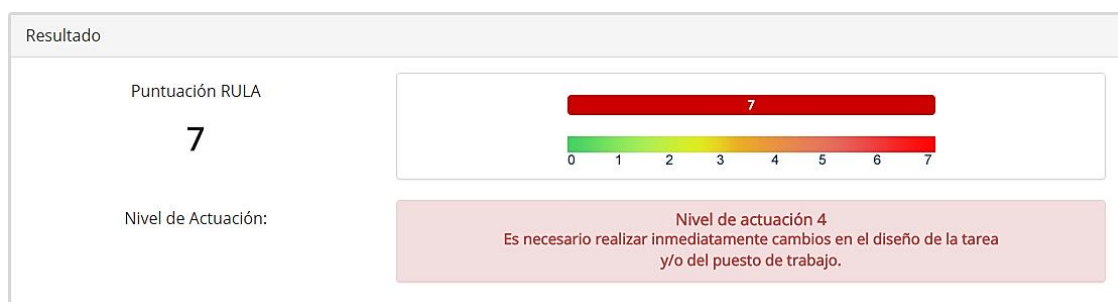 Resultado
Puntuación RULA
7
7
0 1 2 3 4 5 6 7
Nivel de Actuación:
Nivel de actuación 4
Es necesario realizar inmediatamente cambios en el diseño de la tarea
y/o del puesto de trabajo.